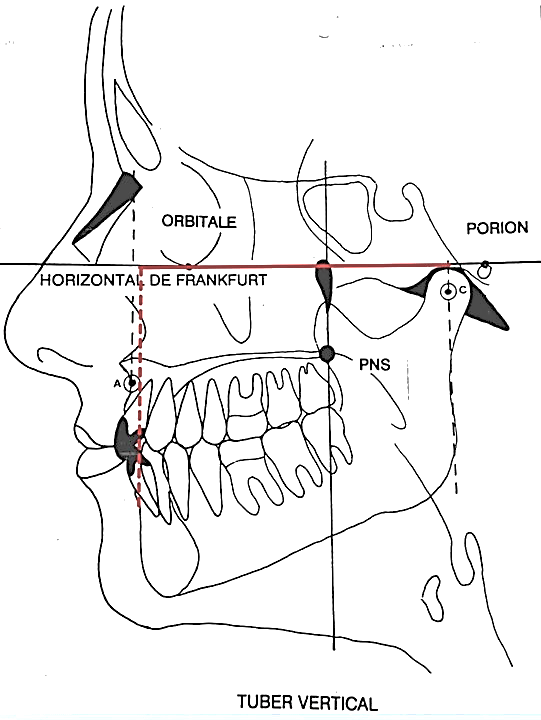 ORBITALE
PORION
HORIZONTAL DE FRANKFURT
C
PNS
A
TUBER VERTICAL